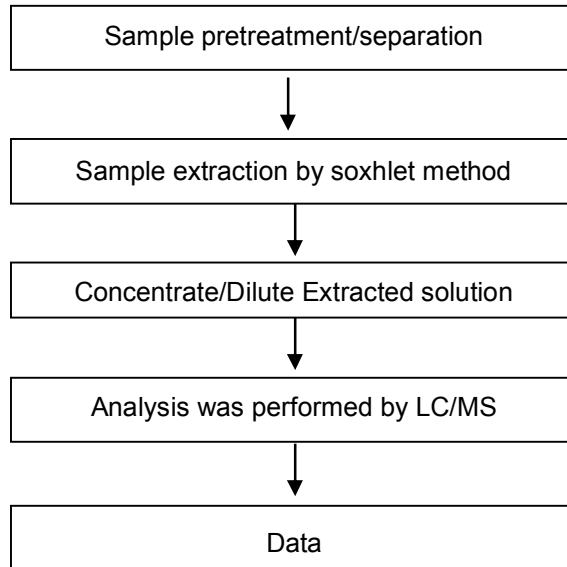 Sample pretreatment/separation
Sample extraction by soxhlet method
Concentrate/Dilute Extracted solution
Analysis was performed by LC/MS
Data